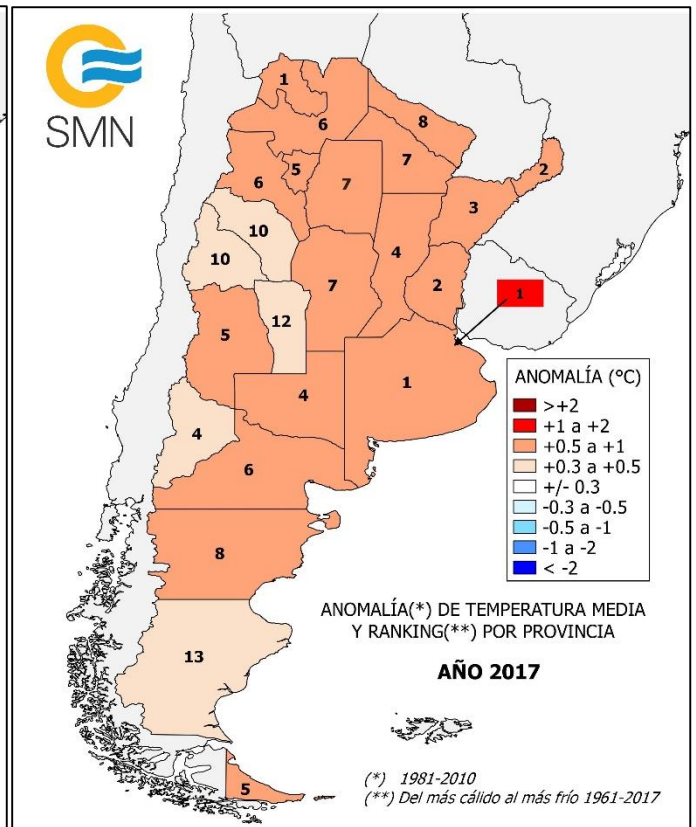 SMN
1
6
8
7
5
6
7
2
3
10
4
10
7
2
1
12
5
4
1
4
6
8
13
5
ANOMALÍA (°C)
>+2
+1 a +2
+0.5 a +1
+0.3 a +0.5
+/- 0.3
-0.3 a -0.5
-0.5 a -1
-1 a -2
< -2
ANOMALÍA(*) DE TEMPERATURA MEDIA
Y RANKING(**) POR PROVINCIA
AÑO 2017
(*) 1981-2010
(**) Del más cálido al más frío 1961-2017